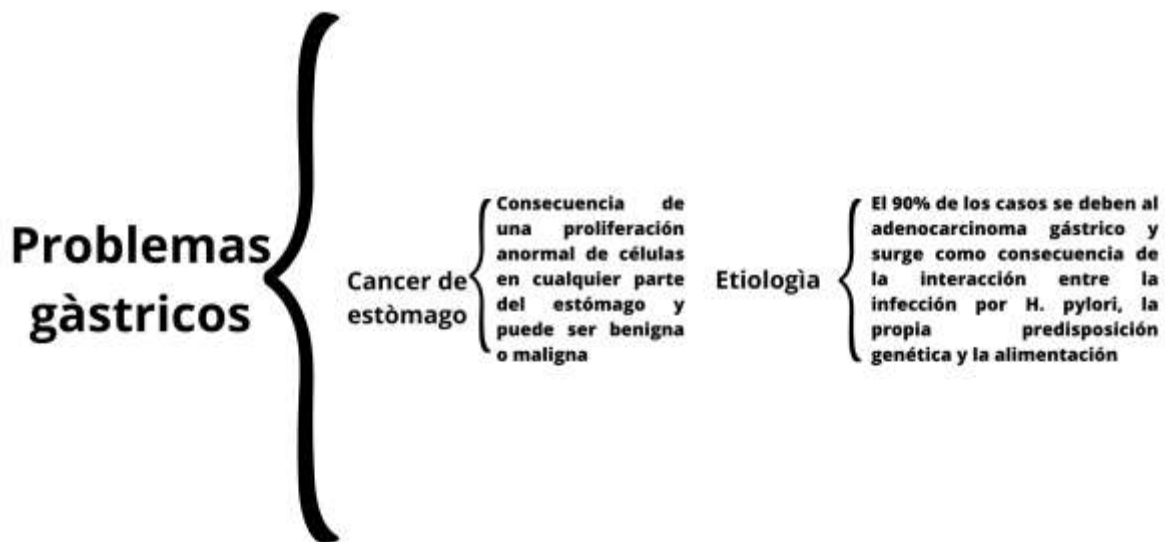 Problemas
gàstricos
Cancer de
estòmago
Consecuencia de
una proliferación
anormal de células
en cualquier parte
del estómago y
puede ser benigna
o maligna
Etiologìa
El 90% de los casos se deben al
adenocarcinoma gástrico y
surge como consecuencia de
la interacción entre la
infección por H. pylori, la
propia predisposición
genética y la alimentación